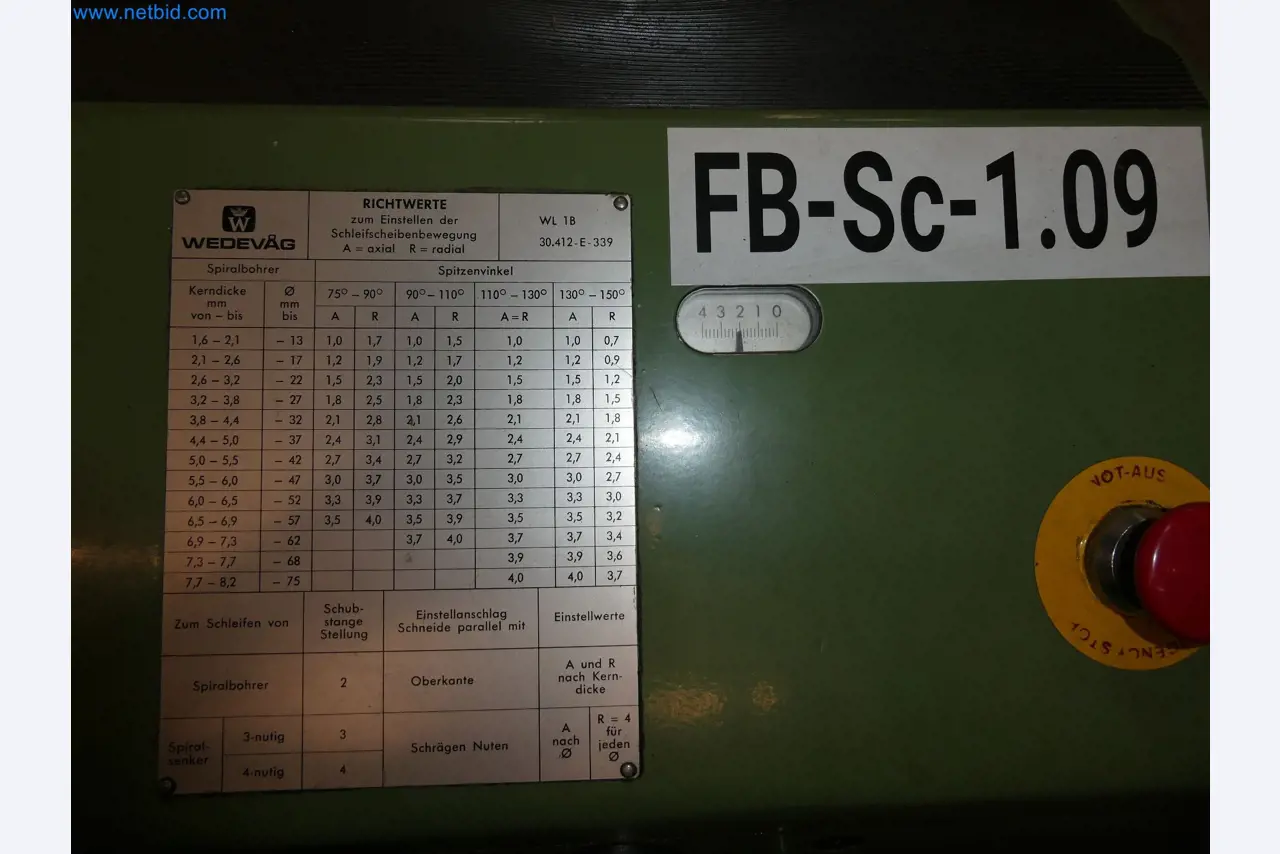 www.netbid.com
FB-Sc-1.09
W
WEDEVÅG
RICHTWERTE
zum Einstellen der
Schleifscheibenbewegung
A = axial R = radial
WL 1B
30.412-E-339
Spiralbohrer
Spitzenvinkel
Kerndicke
mm
von – bis
Ø
mm
bis
75° – 90° 90° – 110° 110° – 130° 130° – 150°
A R A R A=R A R
1,6 – 2,1 – 13 1,0 1,7 1,0 1,5 1,0 1,0 0,7
2,1 – 2,6 – 17 1,2 1,9 1,2 1,7 1,2 1,2 0,9
2,6 – 3,2 – 22 1,5 2,3 1,5 2,0 1,5 1,5 1,2
3,2 – 3,8 – 27 1,8 2,5 1,8 2,3 1,8 1,8 1,5
3,8 – 4,4 – 32 2,1 2,8 2,1 2,6 2,1 2,1 1,8
4,4 – 5,0 – 37 2,4 3,1 2,4 2,9 2,4 2,4 2,1
5,0 – 5,5 – 42 2,7 3,4 2,7 3,2 2,7 2,7 2,4
5,5 – 6,0 – 47 3,0 3,7 3,0 3,5 3,0 3,0 2,7
6,0 – 6,5 – 52 3,3 3,9 3,3 3,7 3,3 3,3 3,0
6,5 – 6,9 – 57 3,5 4,0 3,5 3,9 3,5 3,5 3,2
6,9 – 7,3 – 62 3,7 4,0 3,7 3,7 3,4
7,3 – 7,7 – 68 3,9 3,9 3,6
7,7 – 8,2 – 75 4,0 4,0 3,7
Zum Schleifen von
Schub-
stange
Stellung
Einstellanschlag
Schneide parallel mit
Einstellwerte
Spiralbohrer
2
Oberkante
A und R
nach Kern-
dicke
Spiral-
senker
3-nutig
3
4-nutig
4
Schrägen Nuten
A
nach
Ø
R = 4
für
jeden
Ø
4 3 2 1 0
NOT-AUS